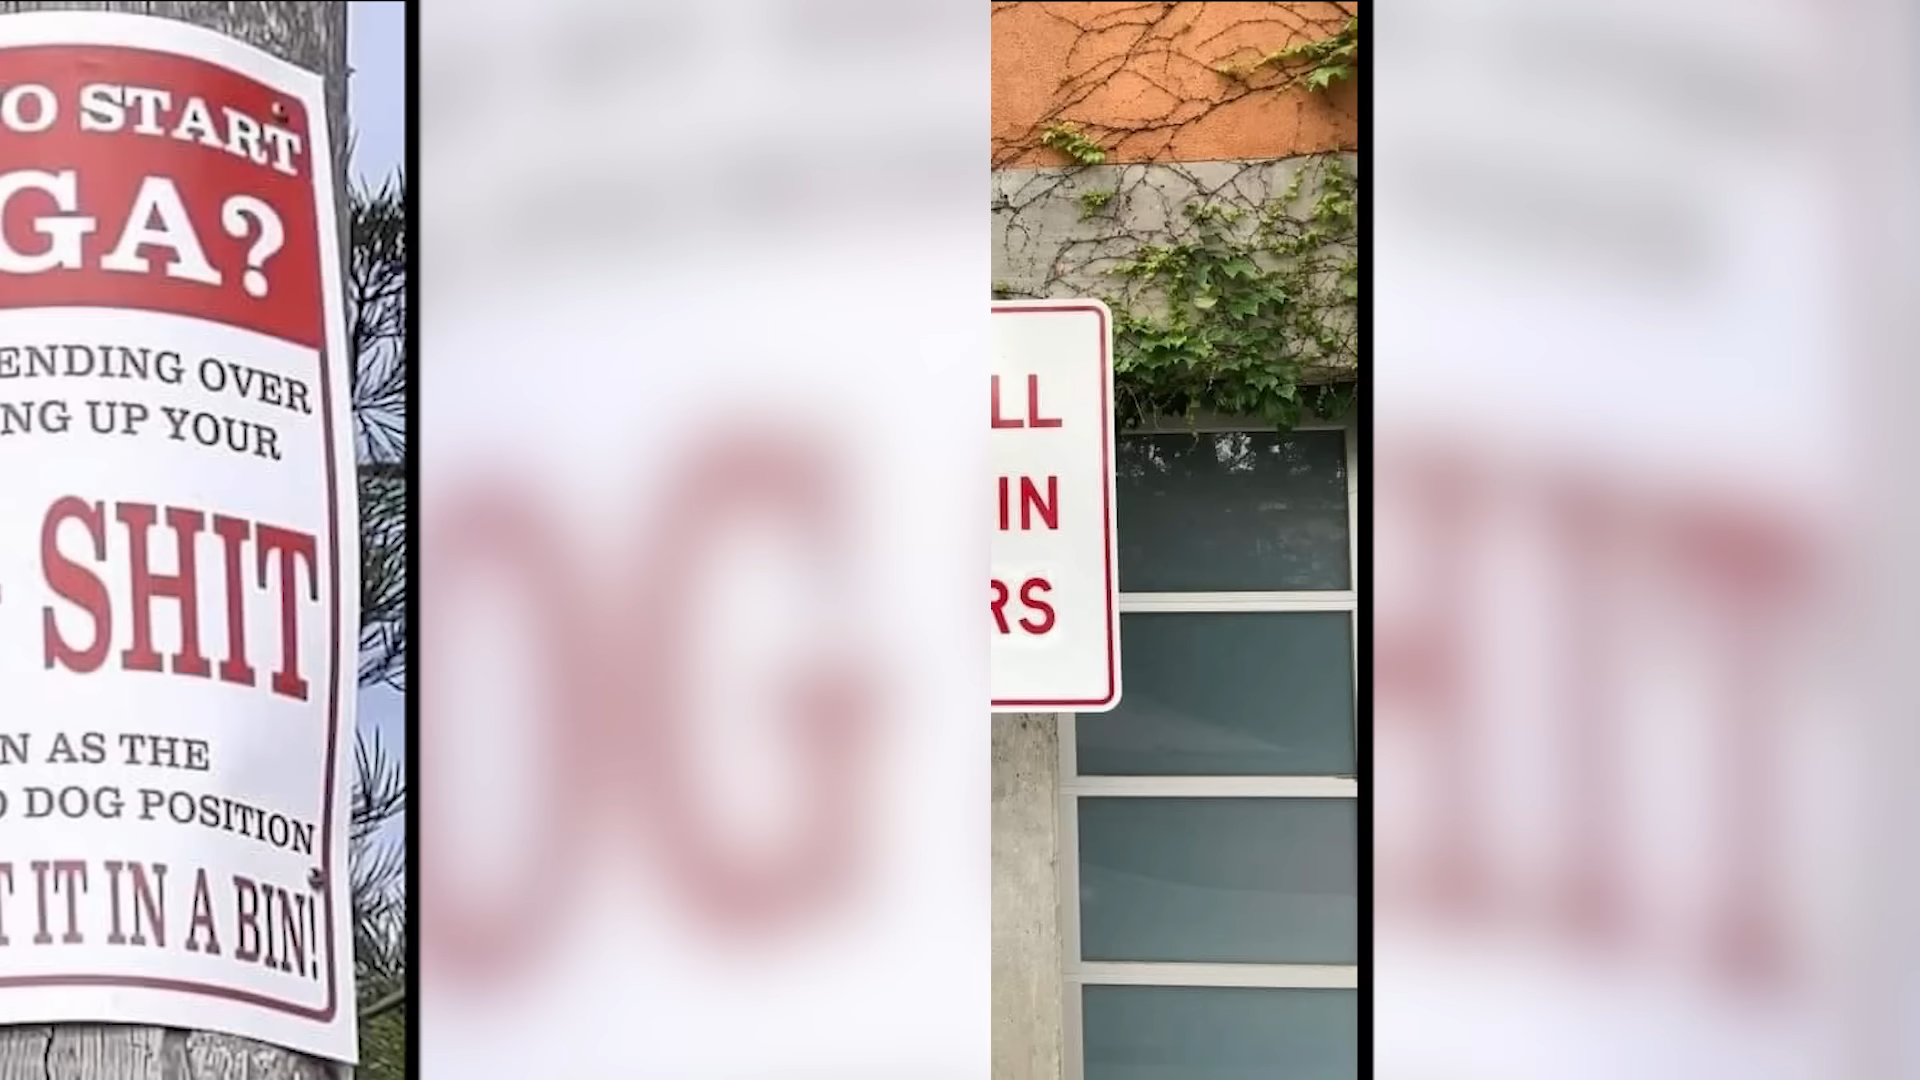 O START
GA?
ENDING OVER
NG UP YOUR
SHIT
N AS THE
DOG POSITION
T IT IN A BIN!
LL
IN
RS